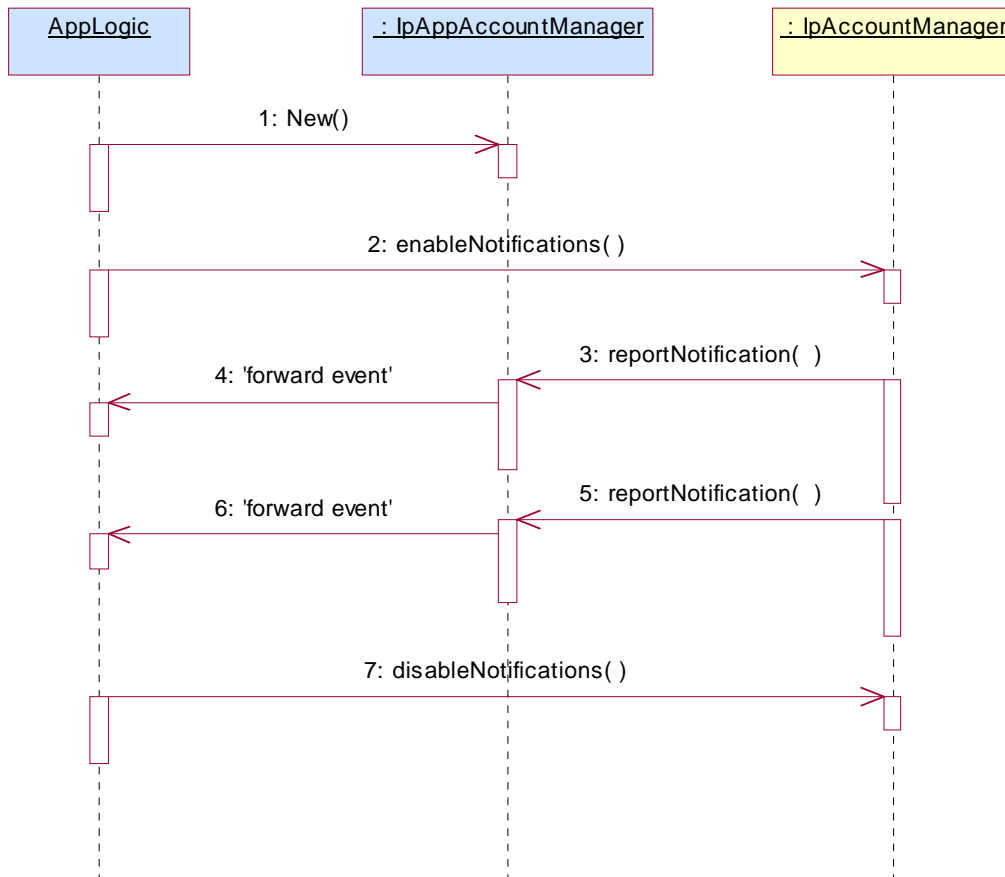 AppLogic
: IpAppAccountManager
: IpAccountManager
1: New()
2: enableNotifications( )
3: reportNotification(  )
4: 'forward event'
5: reportNotification(  )
6: 'forward event'
7: disableNotifications( )